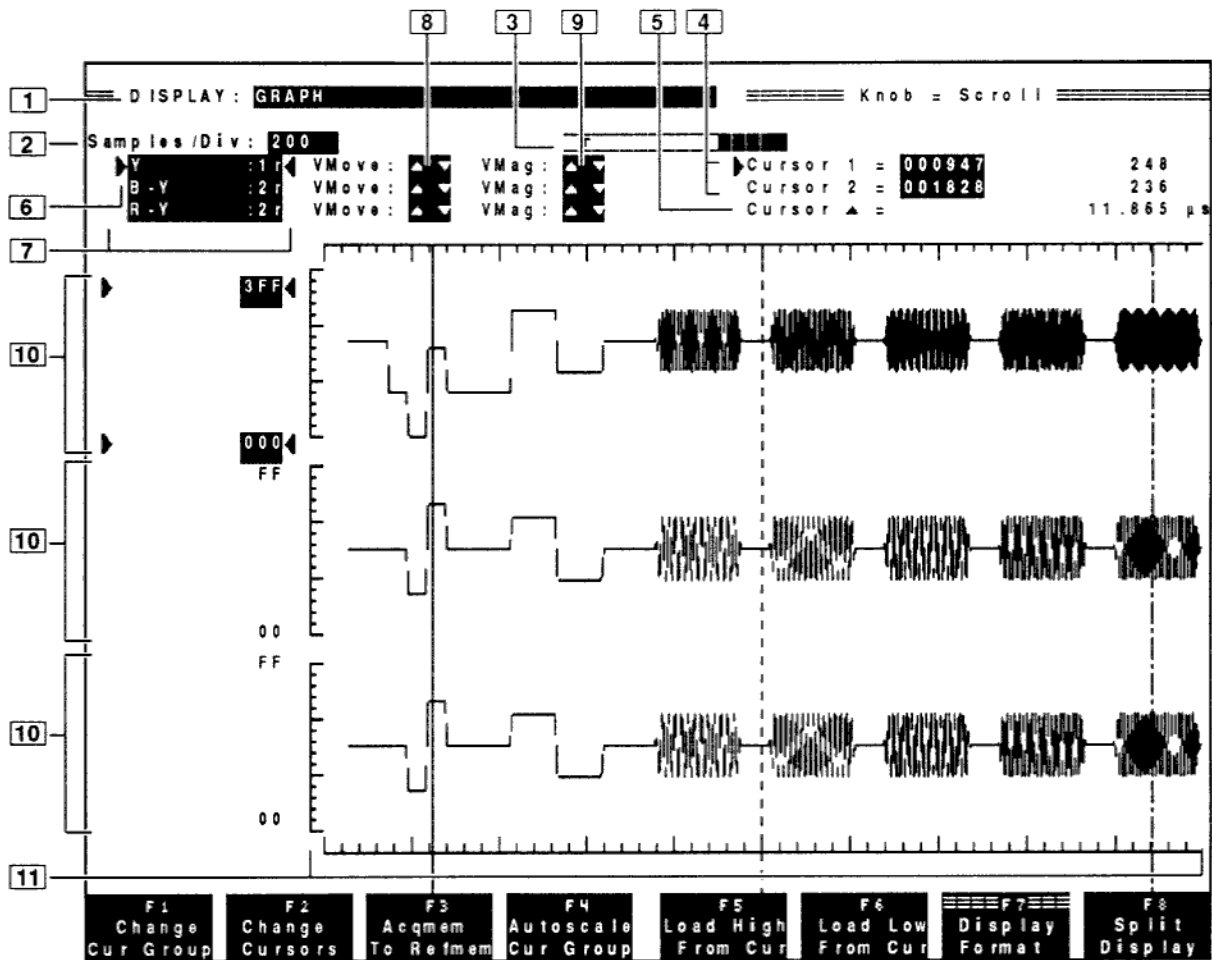 8 3 9 5 4
1 DISPLAY: GRAPH Knob = Scroll
2 Samples/Div: 200
Y :1r VMove: VMag: Cursor 1 = 000947 248
B-Y :2r VMove: VMag: Cursor 2 = 001828 236
6 R-Y :2r VMove: VMag: Cursor ▲ = 11.865 µs
7
3FF
10
000
FF
10
00
FF
10
00
11
F1 F2 F3 F4 F5 F6 F7 F8
Change Change Acqmem Autoscale Load High Load Low Display Split
Cur Group Cursors To Refmem Cur Group From Cur From Cur Format Display